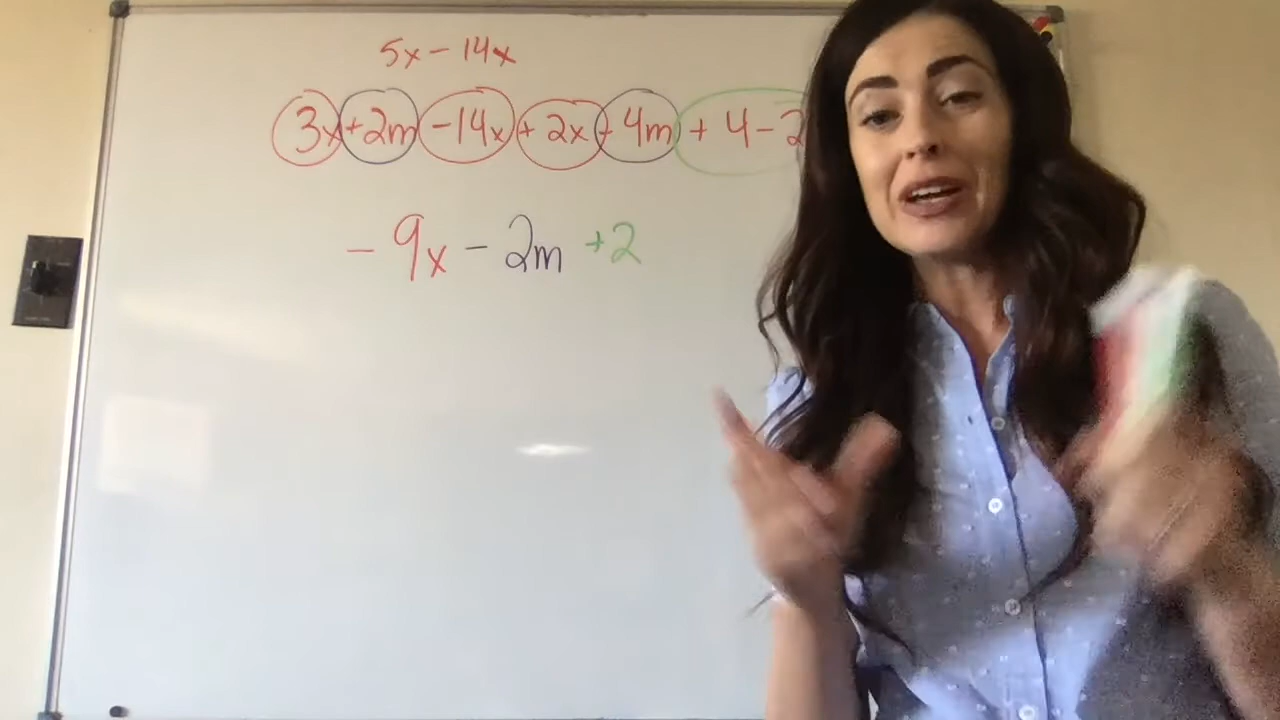 5x - 14x
3x + 2m - 14x + 2x - 4m + 4 - 2
- 9x - 2m + 2